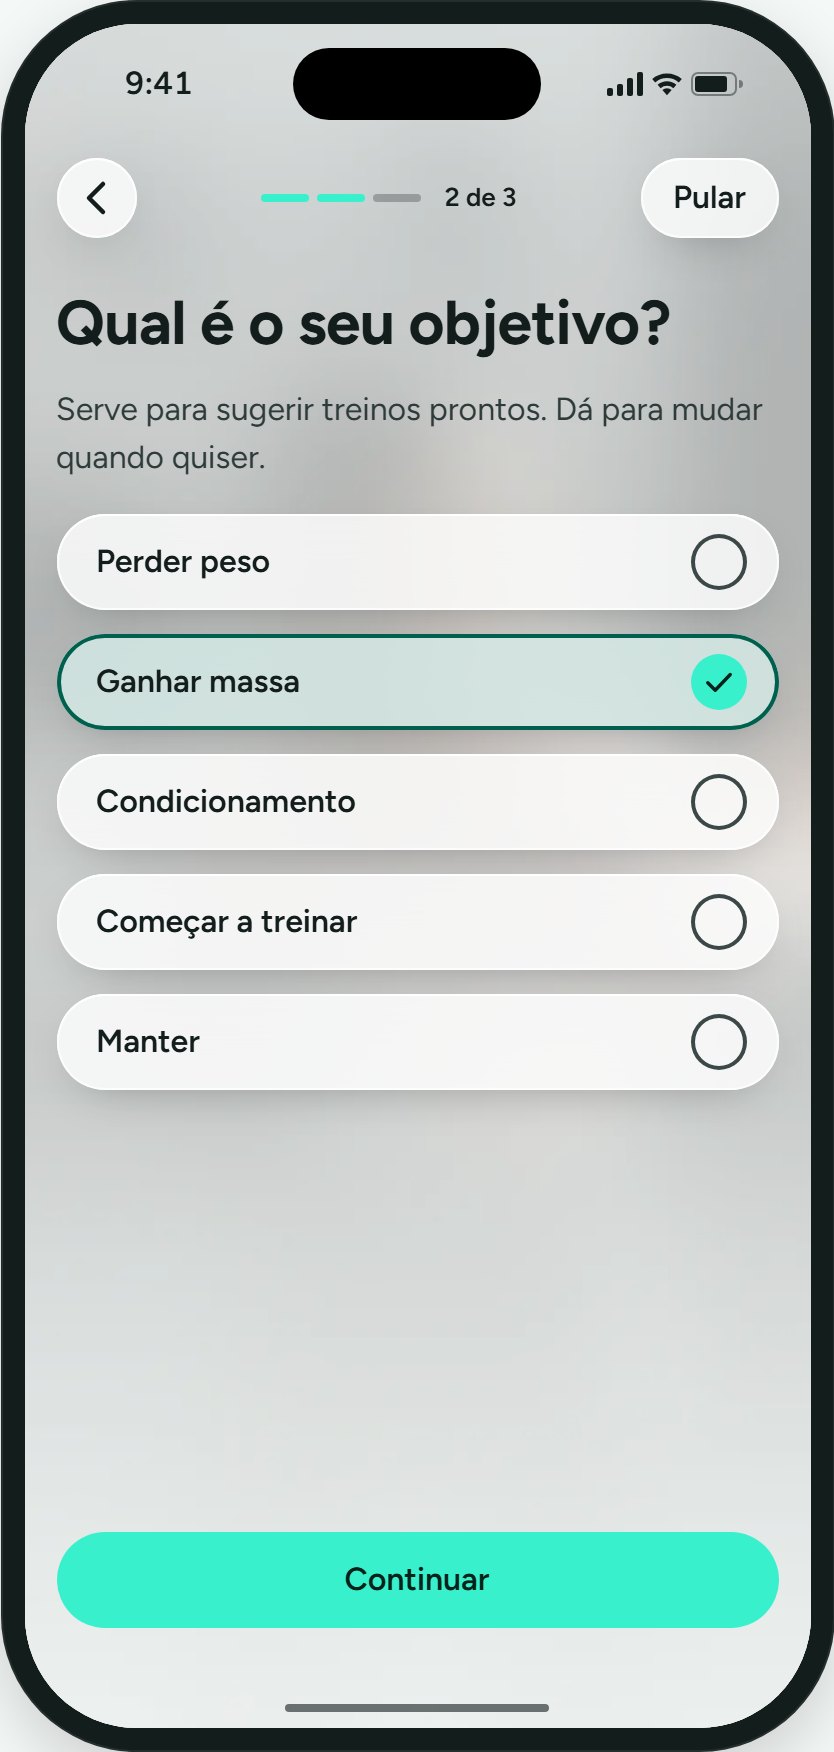 9:41
2 de 3
Pular
Qual é o seu objetivo?
Serve para sugerir treinos prontos. Dá para mudar
quando quiser.
Perder peso
Ganhar massa
Condicionamento
Começar a treinar
Manter
Continuar